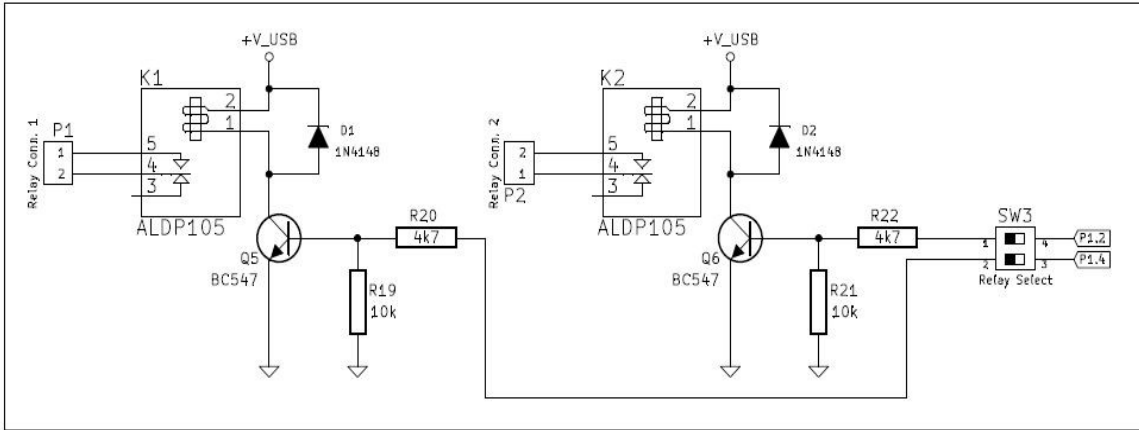 +V_USB
K1
2
1
P1
Relay Conn. 1
1
2
5
4
3
D1
1N4148
ALDP105
Q5
BC547
R20
4k7
R19
10k
+V_USB
K2
2
1
Relay Conn. 2
2
1
P2
5
4
3
D2
1N4148
ALDP105
Q6
BC547
R22
4k7
R21
10k
SW3
1
2
4
3
P1.2
P1.4
Relay Select